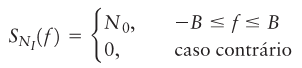 S_{N_I}(f) = { N_0, −B ≤ f ≤ B
0, caso contrário